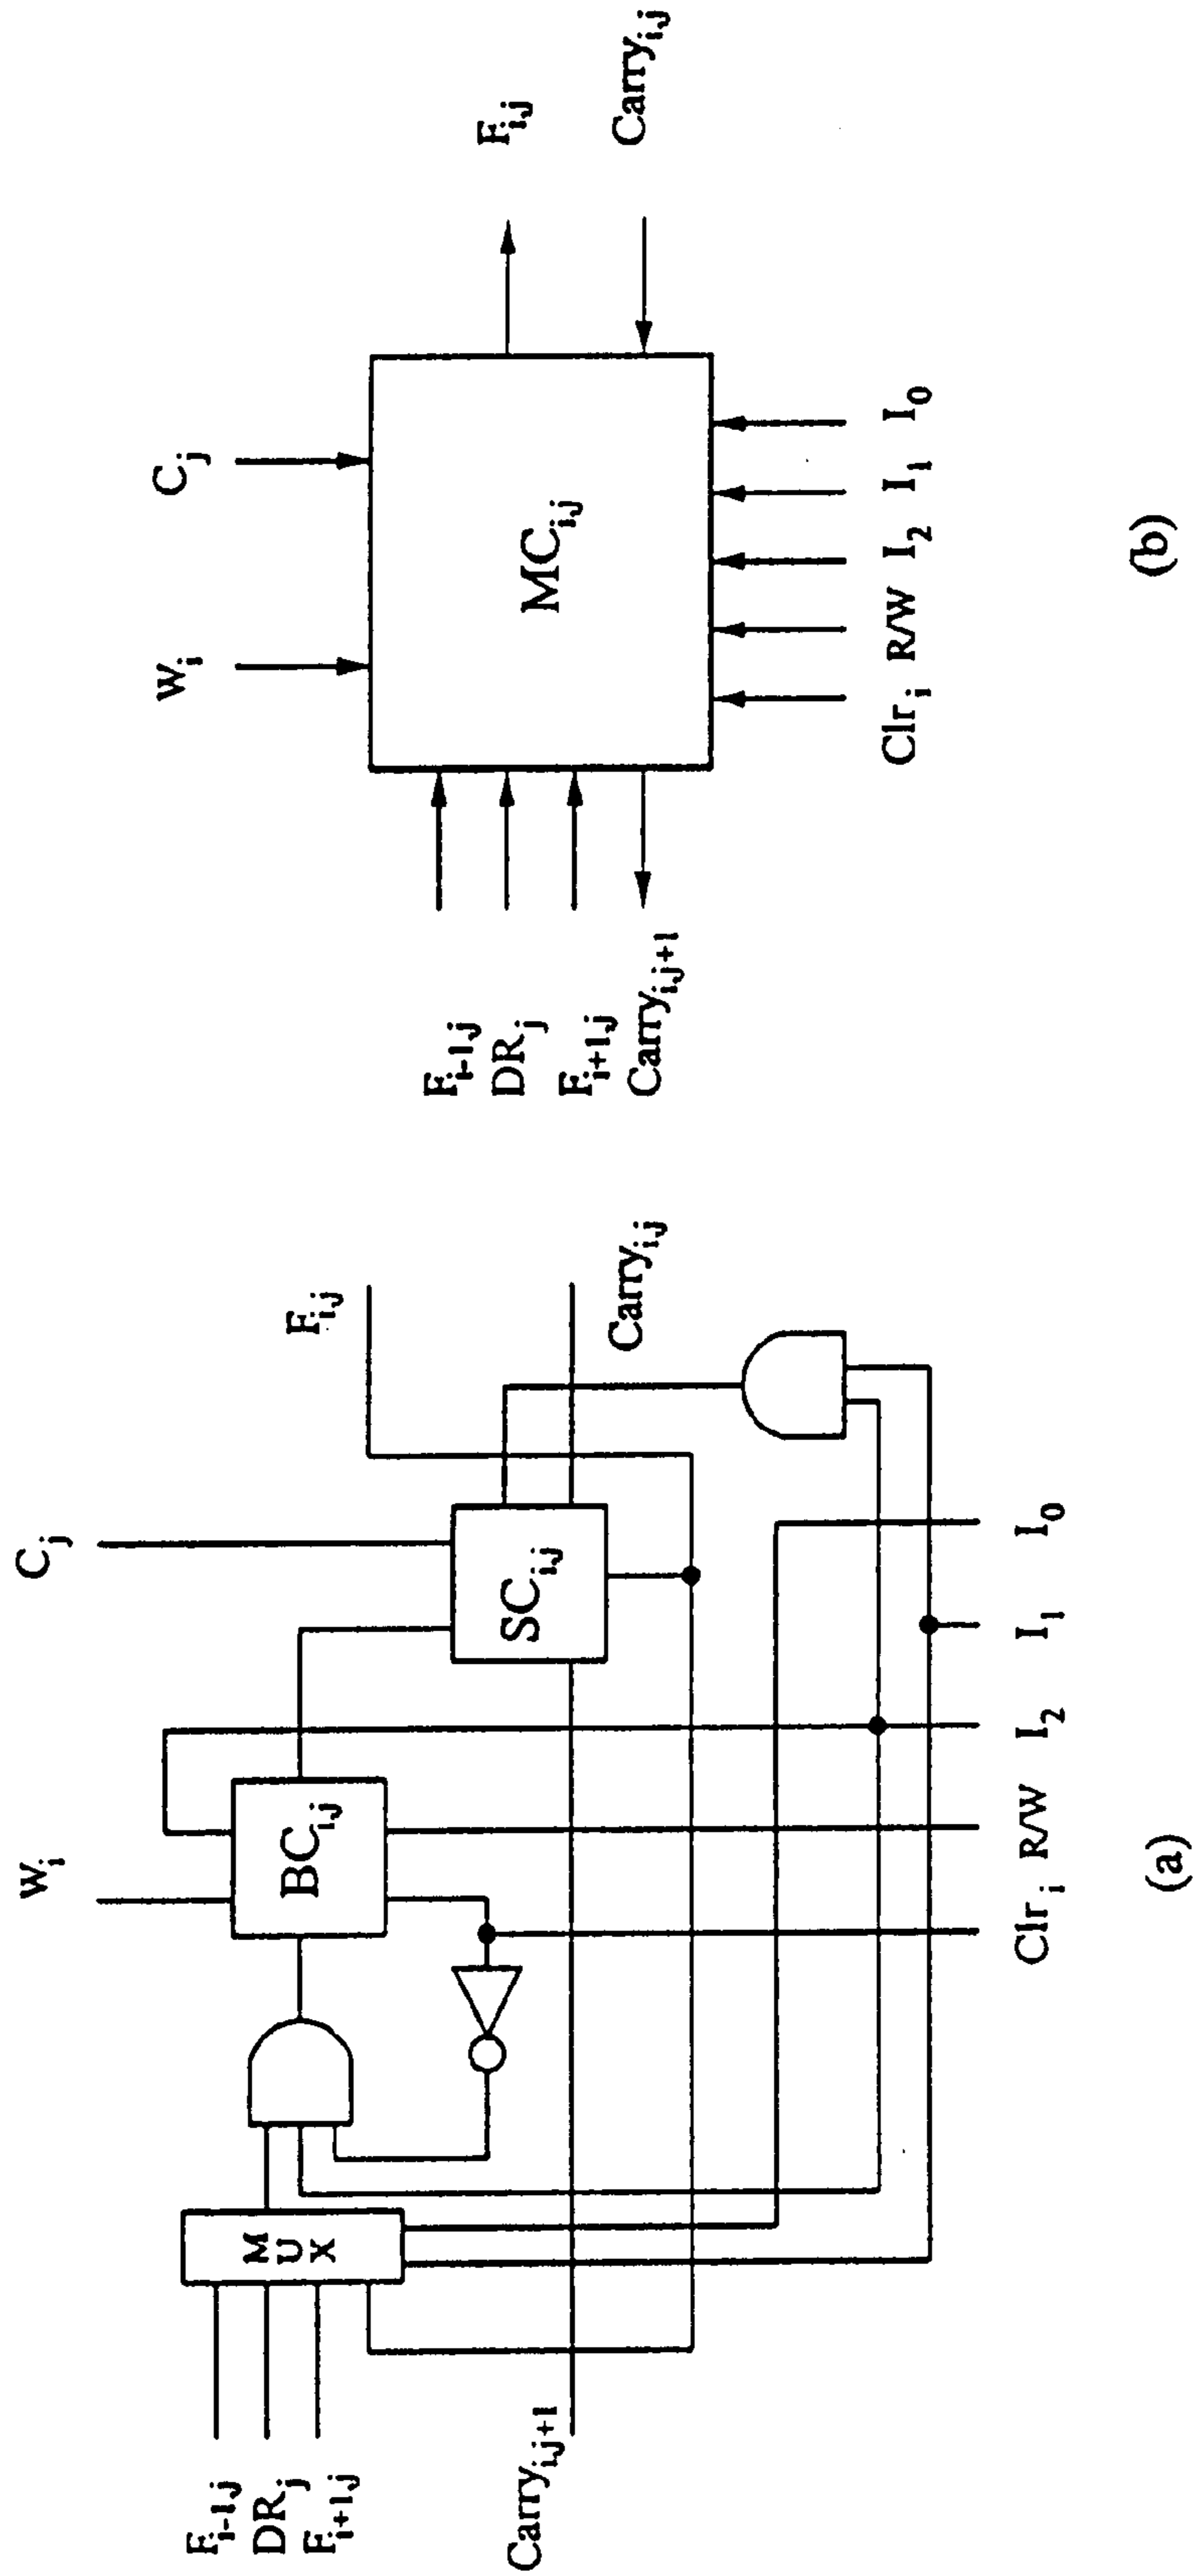 W_i
C_j
F_i-1,j
DR_j
F_i+1,j
MUX
BC_i,j
SC_i,j
F_i,j
Carry_i,j+1
Carry_i,j
Clr_i R/W I_2 I_1 I_0
(a)
W_i
C_j
F_i-1,j
DR_j
F_i+1,j
Carry_i,j+1
MC_i,j
F_i,j
Carry_i,j
Clr_i R/W I_2 I_1 I_0
(b)